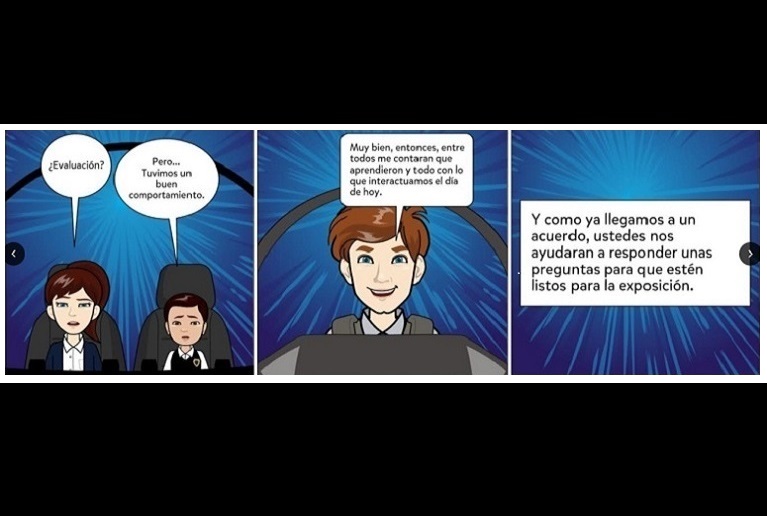 ¿Evaluación?
Pero...
Tuvimos un
buen
comportamiento.
Muy bien, entonces, entre
todos me contaran que
aprendieron y todo con lo
que interactuamos el día
de hoy.
Y como ya llegamos a un
acuerdo, ustedes nos
ayudaran a responder unas
preguntas para que estén
listos para la exposición.